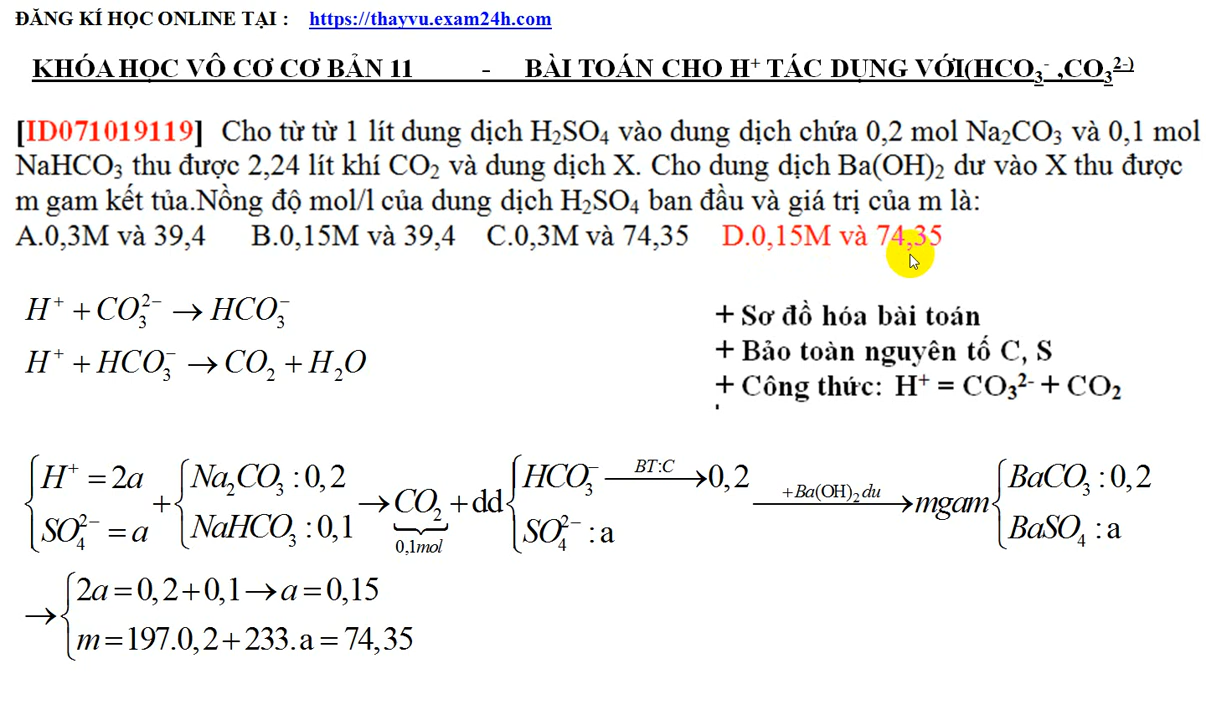 ĐĂNG KÍ HỌC ONLINE TẠI : https://thayvu.exam24h.com
KHÓA HỌC VÔ CƠ CƠ BẢN 11 - BÀI TOÁN CHO H⁺ TÁC DỤNG VỚI(HCO₃⁻ ,CO₃²⁻)
[ID071019119] Cho từ từ 1 lít dung dịch H₂SO₄ vào dung dịch chứa 0,2 mol Na₂CO₃ và 0,1 mol
NaHCO₃ thu được 2,24 lít khí CO₂ và dung dịch X. Cho dung dịch Ba(OH)₂ dư vào X thu được
m gam kết tủa.Nồng độ mol/l của dung dịch H₂SO₄ ban đầu và giá trị của m là:
A.0,3M và 39,4 B.0,15M và 39,4 C.0,3M và 74,35 D.0,15M và 74,35
H⁺ + CO₃²⁻ → HCO₃⁻
H⁺ + HCO₃⁻ → CO₂ + H₂O
+ Sơ đồ hóa bài toán
+ Bảo toàn nguyên tố C, S
+ Công thức: H⁺ = CO₃²⁻ + CO₂
{H⁺ = 2a + {Na₂CO₃ : 0,2 → CO₂ + dd {HCO₃⁻ —BT:C→ 0,2 —+Ba(OH)₂ du→ mgam {BaCO₃ : 0,2
SO₄²⁻ = a NaHCO₃ : 0,1 0,1mol SO₄²⁻ : a BaSO₄ : a
→ {2a = 0,2 + 0,1 → a = 0,15
m = 197.0,2 + 233.a = 74,35